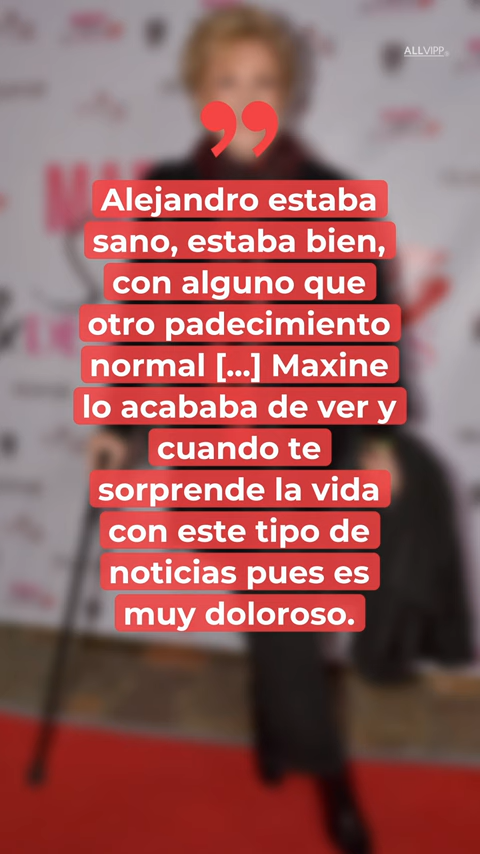 ALLVIPP
”
Alejandro estaba
sano, estaba bien,
con alguno que
otro padecimiento
normal [...] Maxine
lo acababa de ver y
cuando te
sorprende la vida
con este tipo de
noticias pues es
muy doloroso.